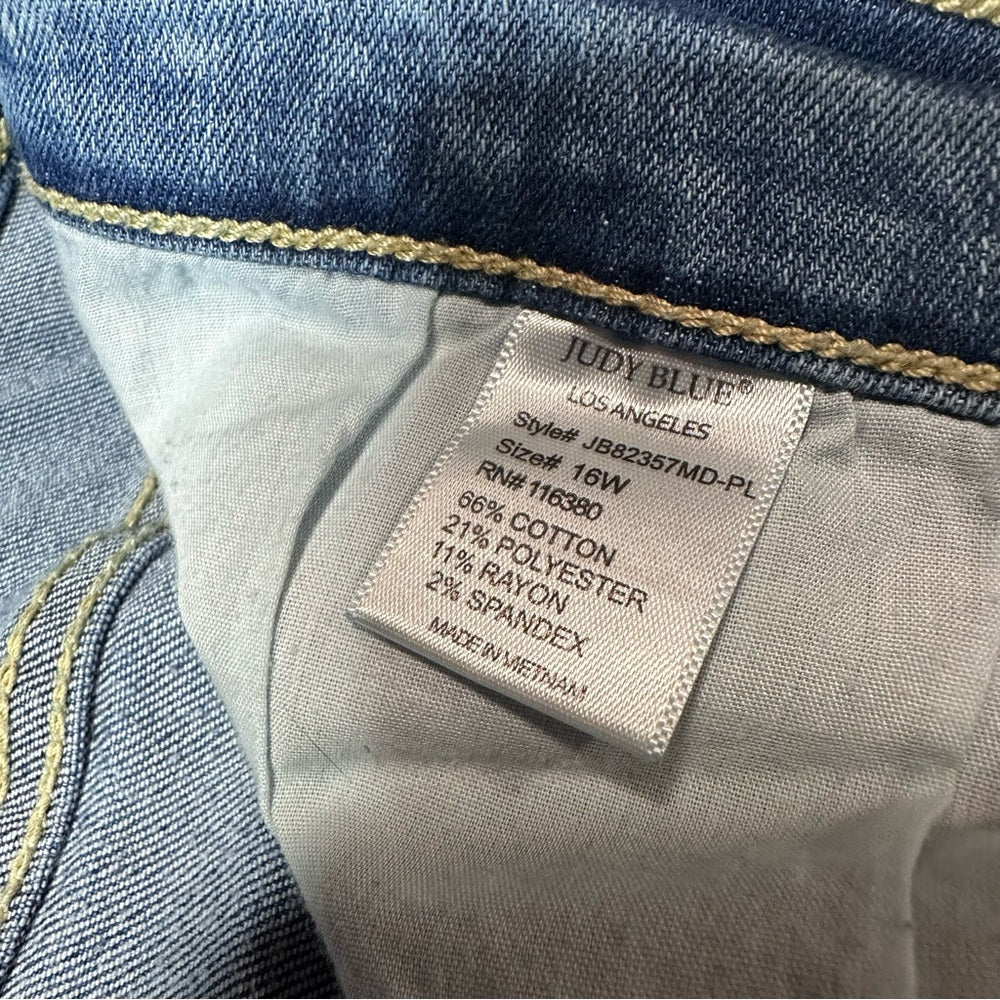 JUDY BLUE®
LOS ANGELES
Style# JB82357MD-PL
Size# 16W
RN# 116380
66% COTTON
21% POLYESTER
11% RAYON
2% SPANDEX
MADE IN VIETNAM